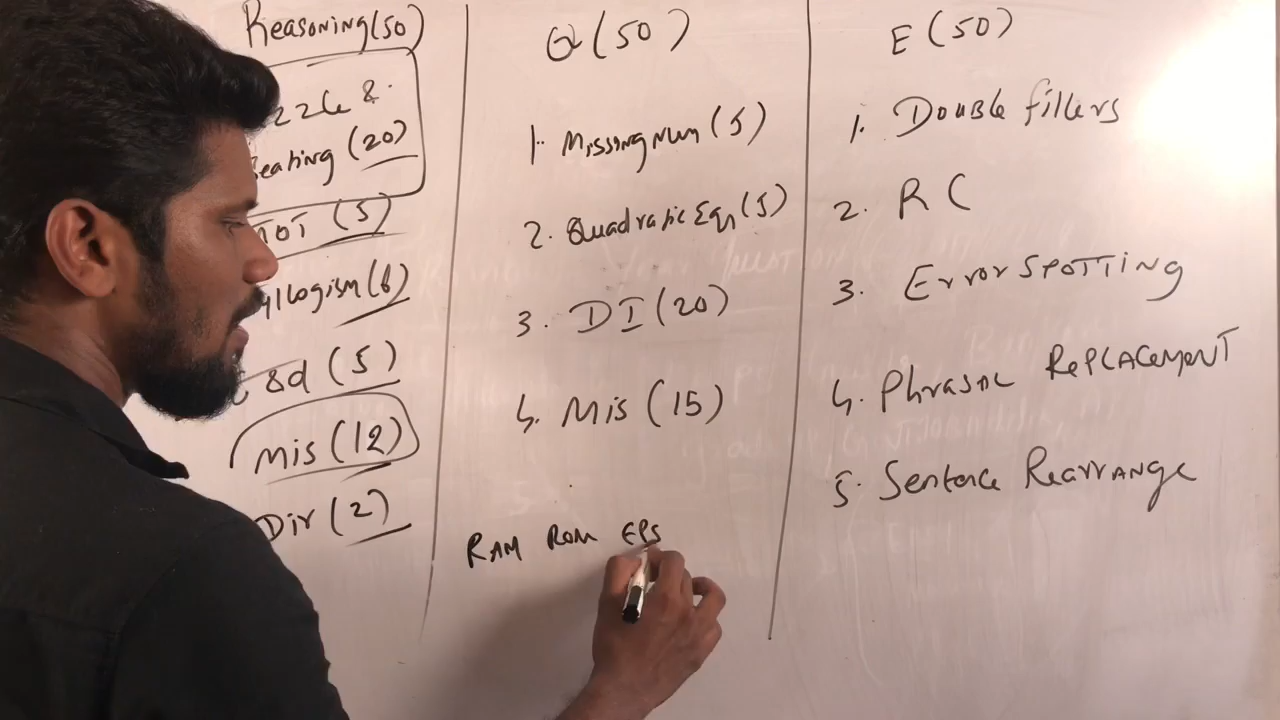 Reasoning (50)
zzle &
eating (20)
TOT (5)
yllogism (6)
&d (5)
mis (12)
Dir (2)
Q (50)
1. Missing Num (5)
2. Quadratic Eqn (5)
3. DI (20)
4. Mis (15)
RAM ROM EPS
E (50)
1. Double fillers
2. RC
3. Error SPOTTING
4. Phrasal REPLACEMENT
5. Sentence Rearrange